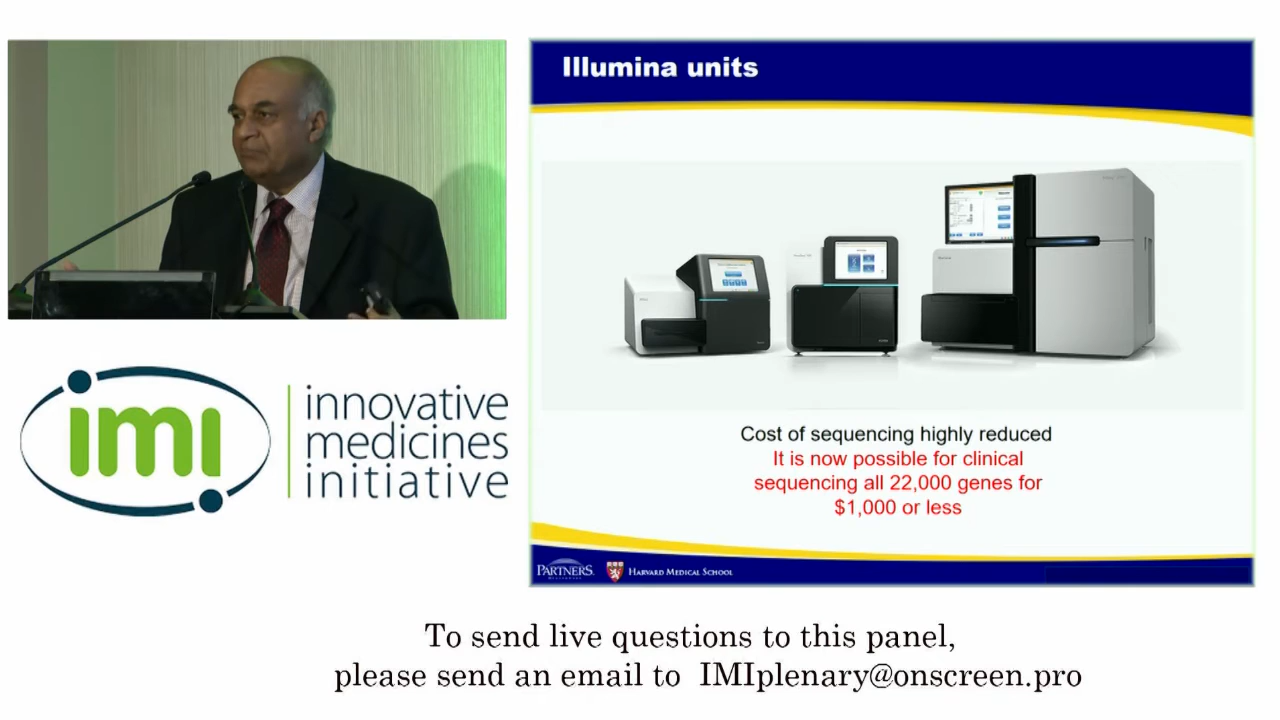 Illumina units
imi
innovative
medicines
initiative
Cost of sequencing highly reduced
It is now possible for clinical
sequencing all 22,000 genes for
$1,000 or less
PARTNERS.
HARVARD MEDICAL SCHOOL
To send live questions to this panel,
please send an email to IMIplenary@onscreen.pro